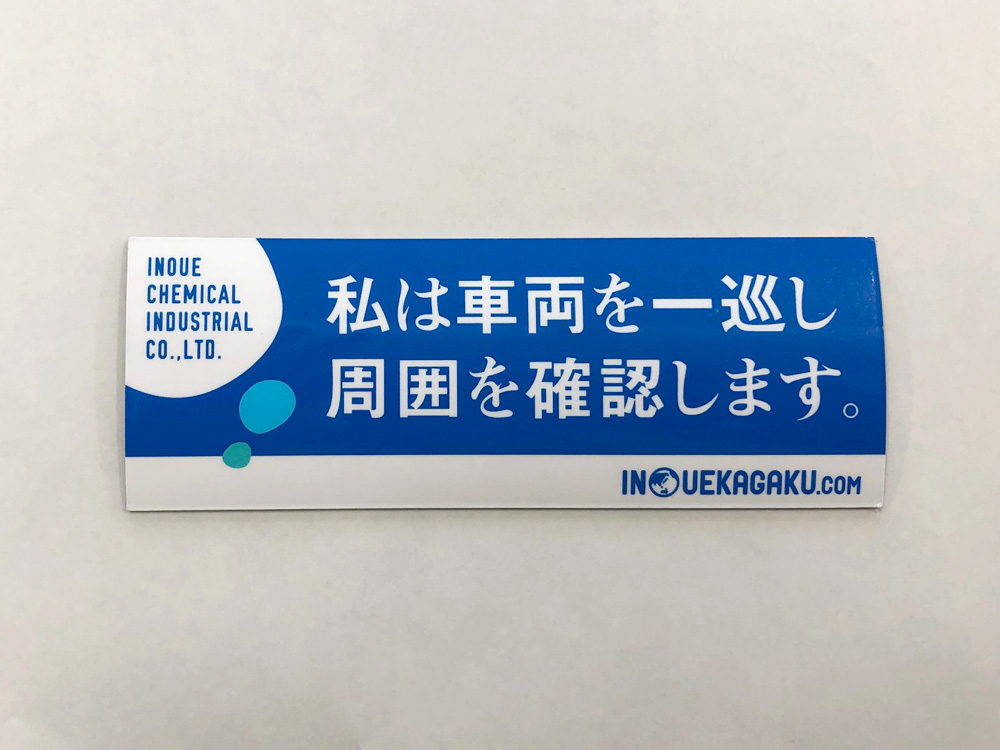 INOUE
CHEMICAL
INDUSTRIAL
CO.,LTD.
私は車両を一巡し
周囲を確認します。
INOUEKAGAKU.COM